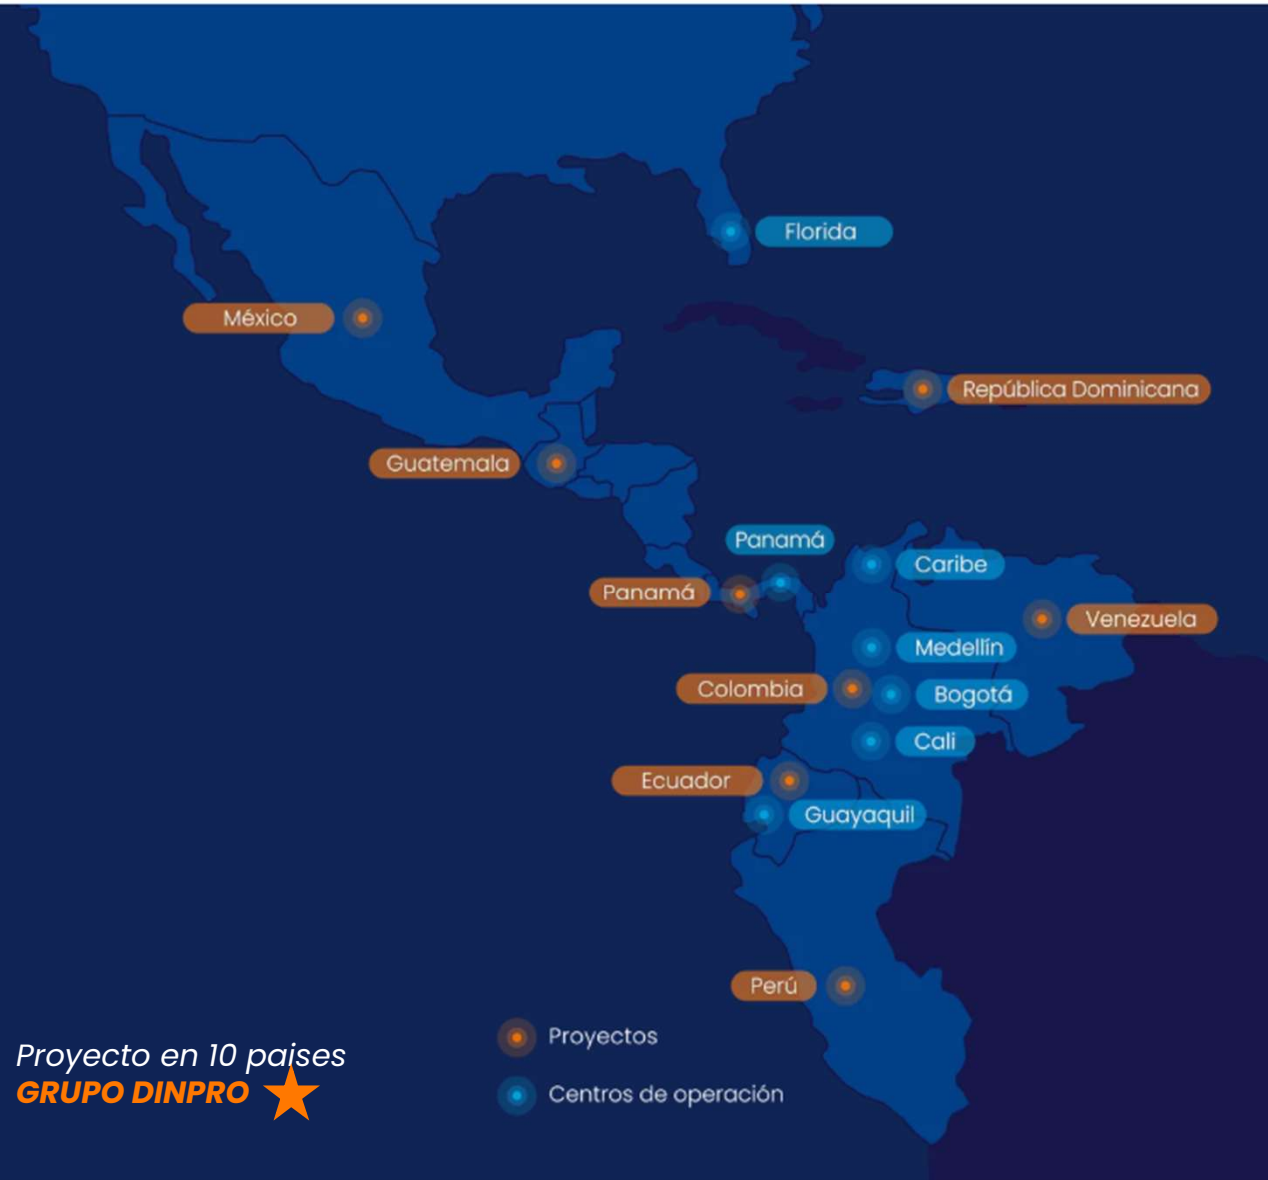 Florida
México
República Dominicana
Guatemala
Panamá
Caribe
Panamá
Venezuela
Medellín
Colombia
Bogotá
Cali
Ecuador
Guayaquil
Perú
Proyectos
Centros de operación
Proyecto en 10 paises
GRUPO DINPRO